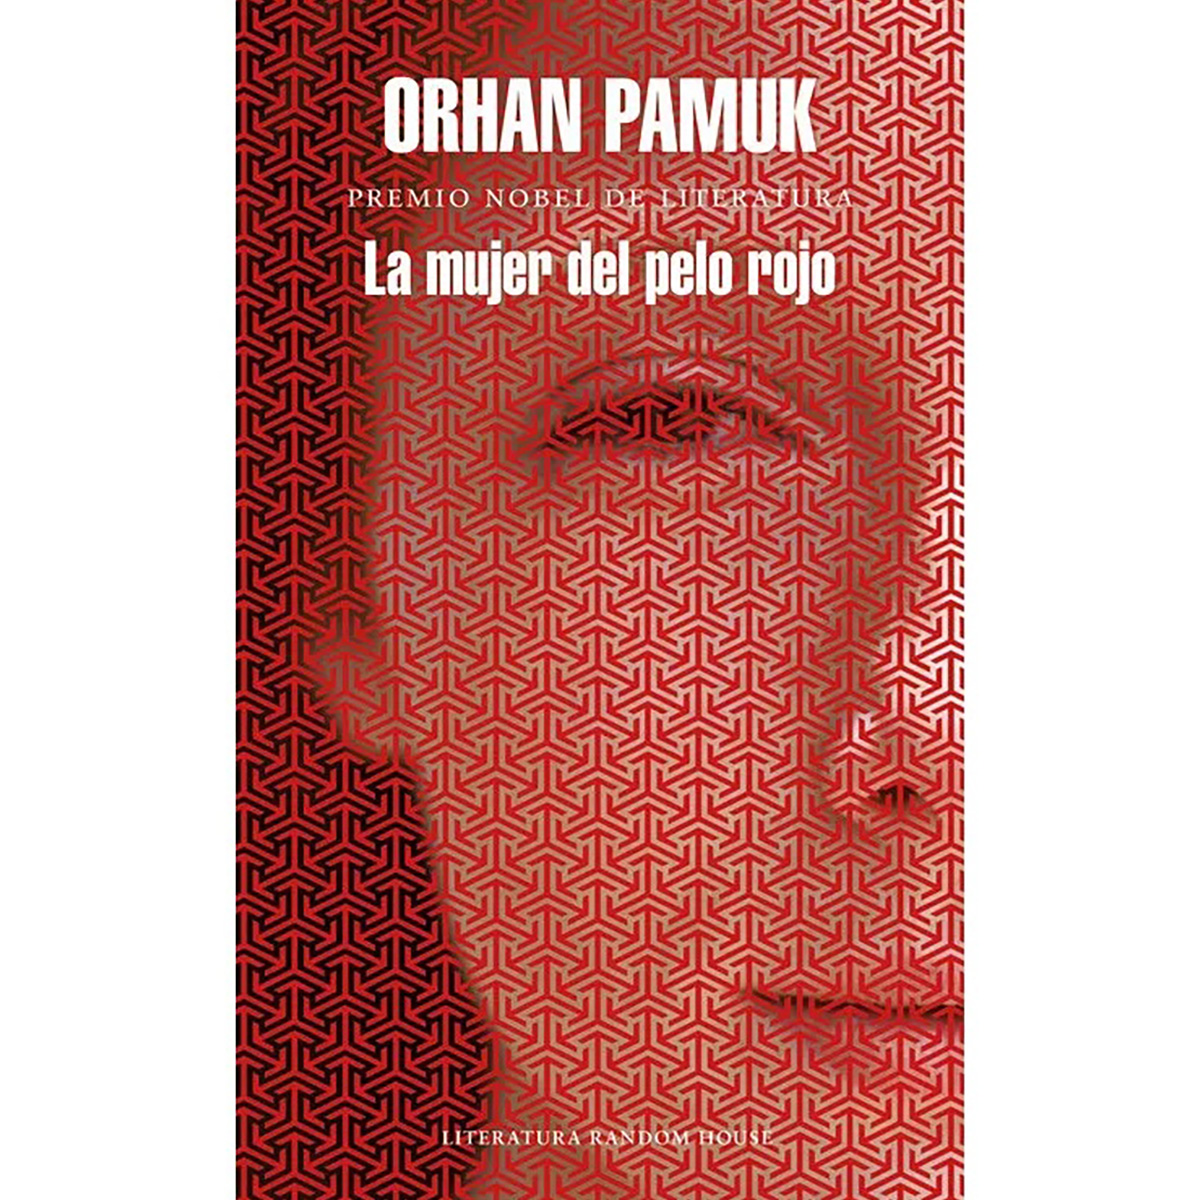 ORHAN PAMUK
PREMIO NOBEL DE LITERATURA
La mujer del pelo rojo
LITERATURA RANDOM HOUSE